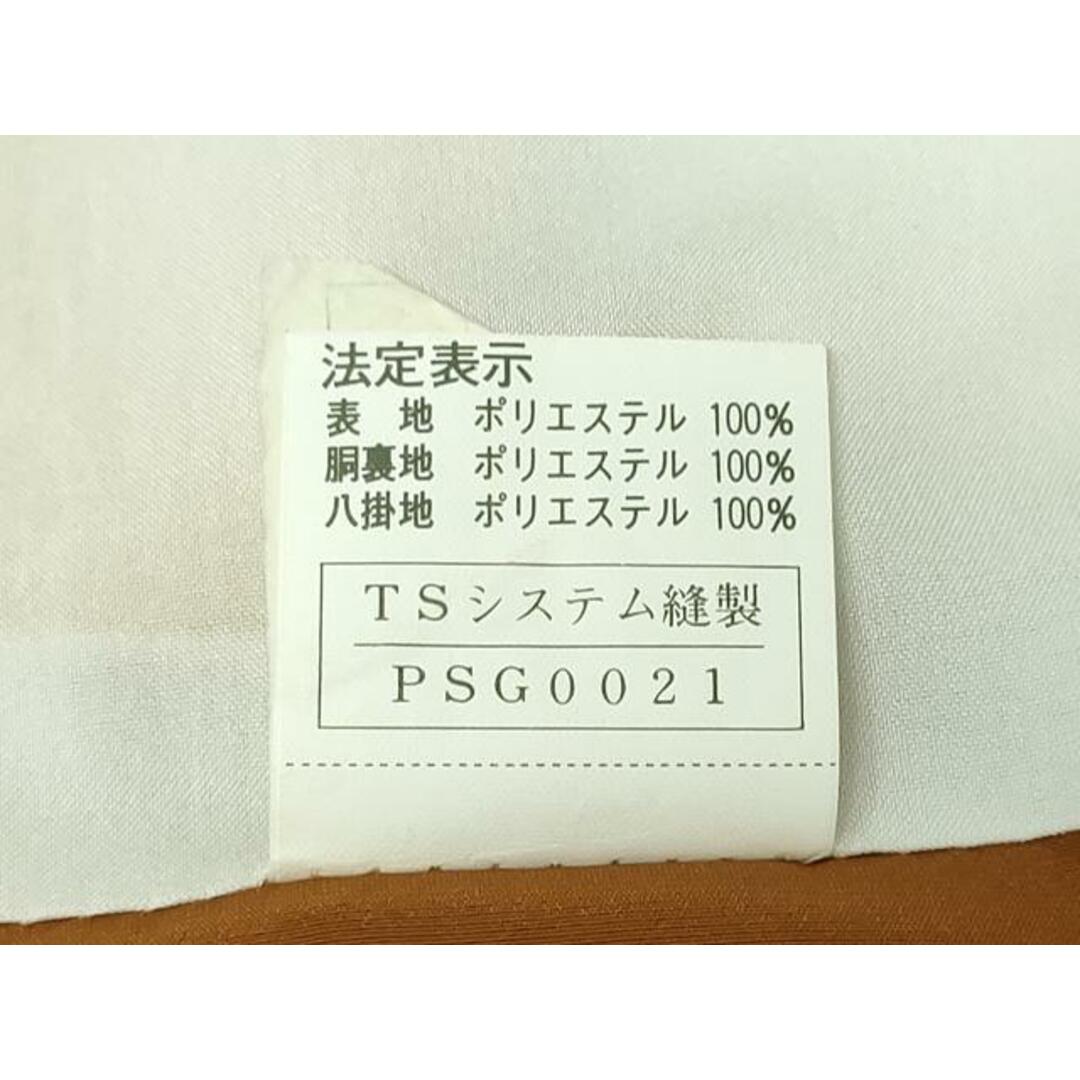 法定表示
表　地　ポリエステル 100%
胴裏地　ポリエステル 100%
八掛地　ポリエステル 100%
ＴＳシステム縫製
ＰＳＧ００２１